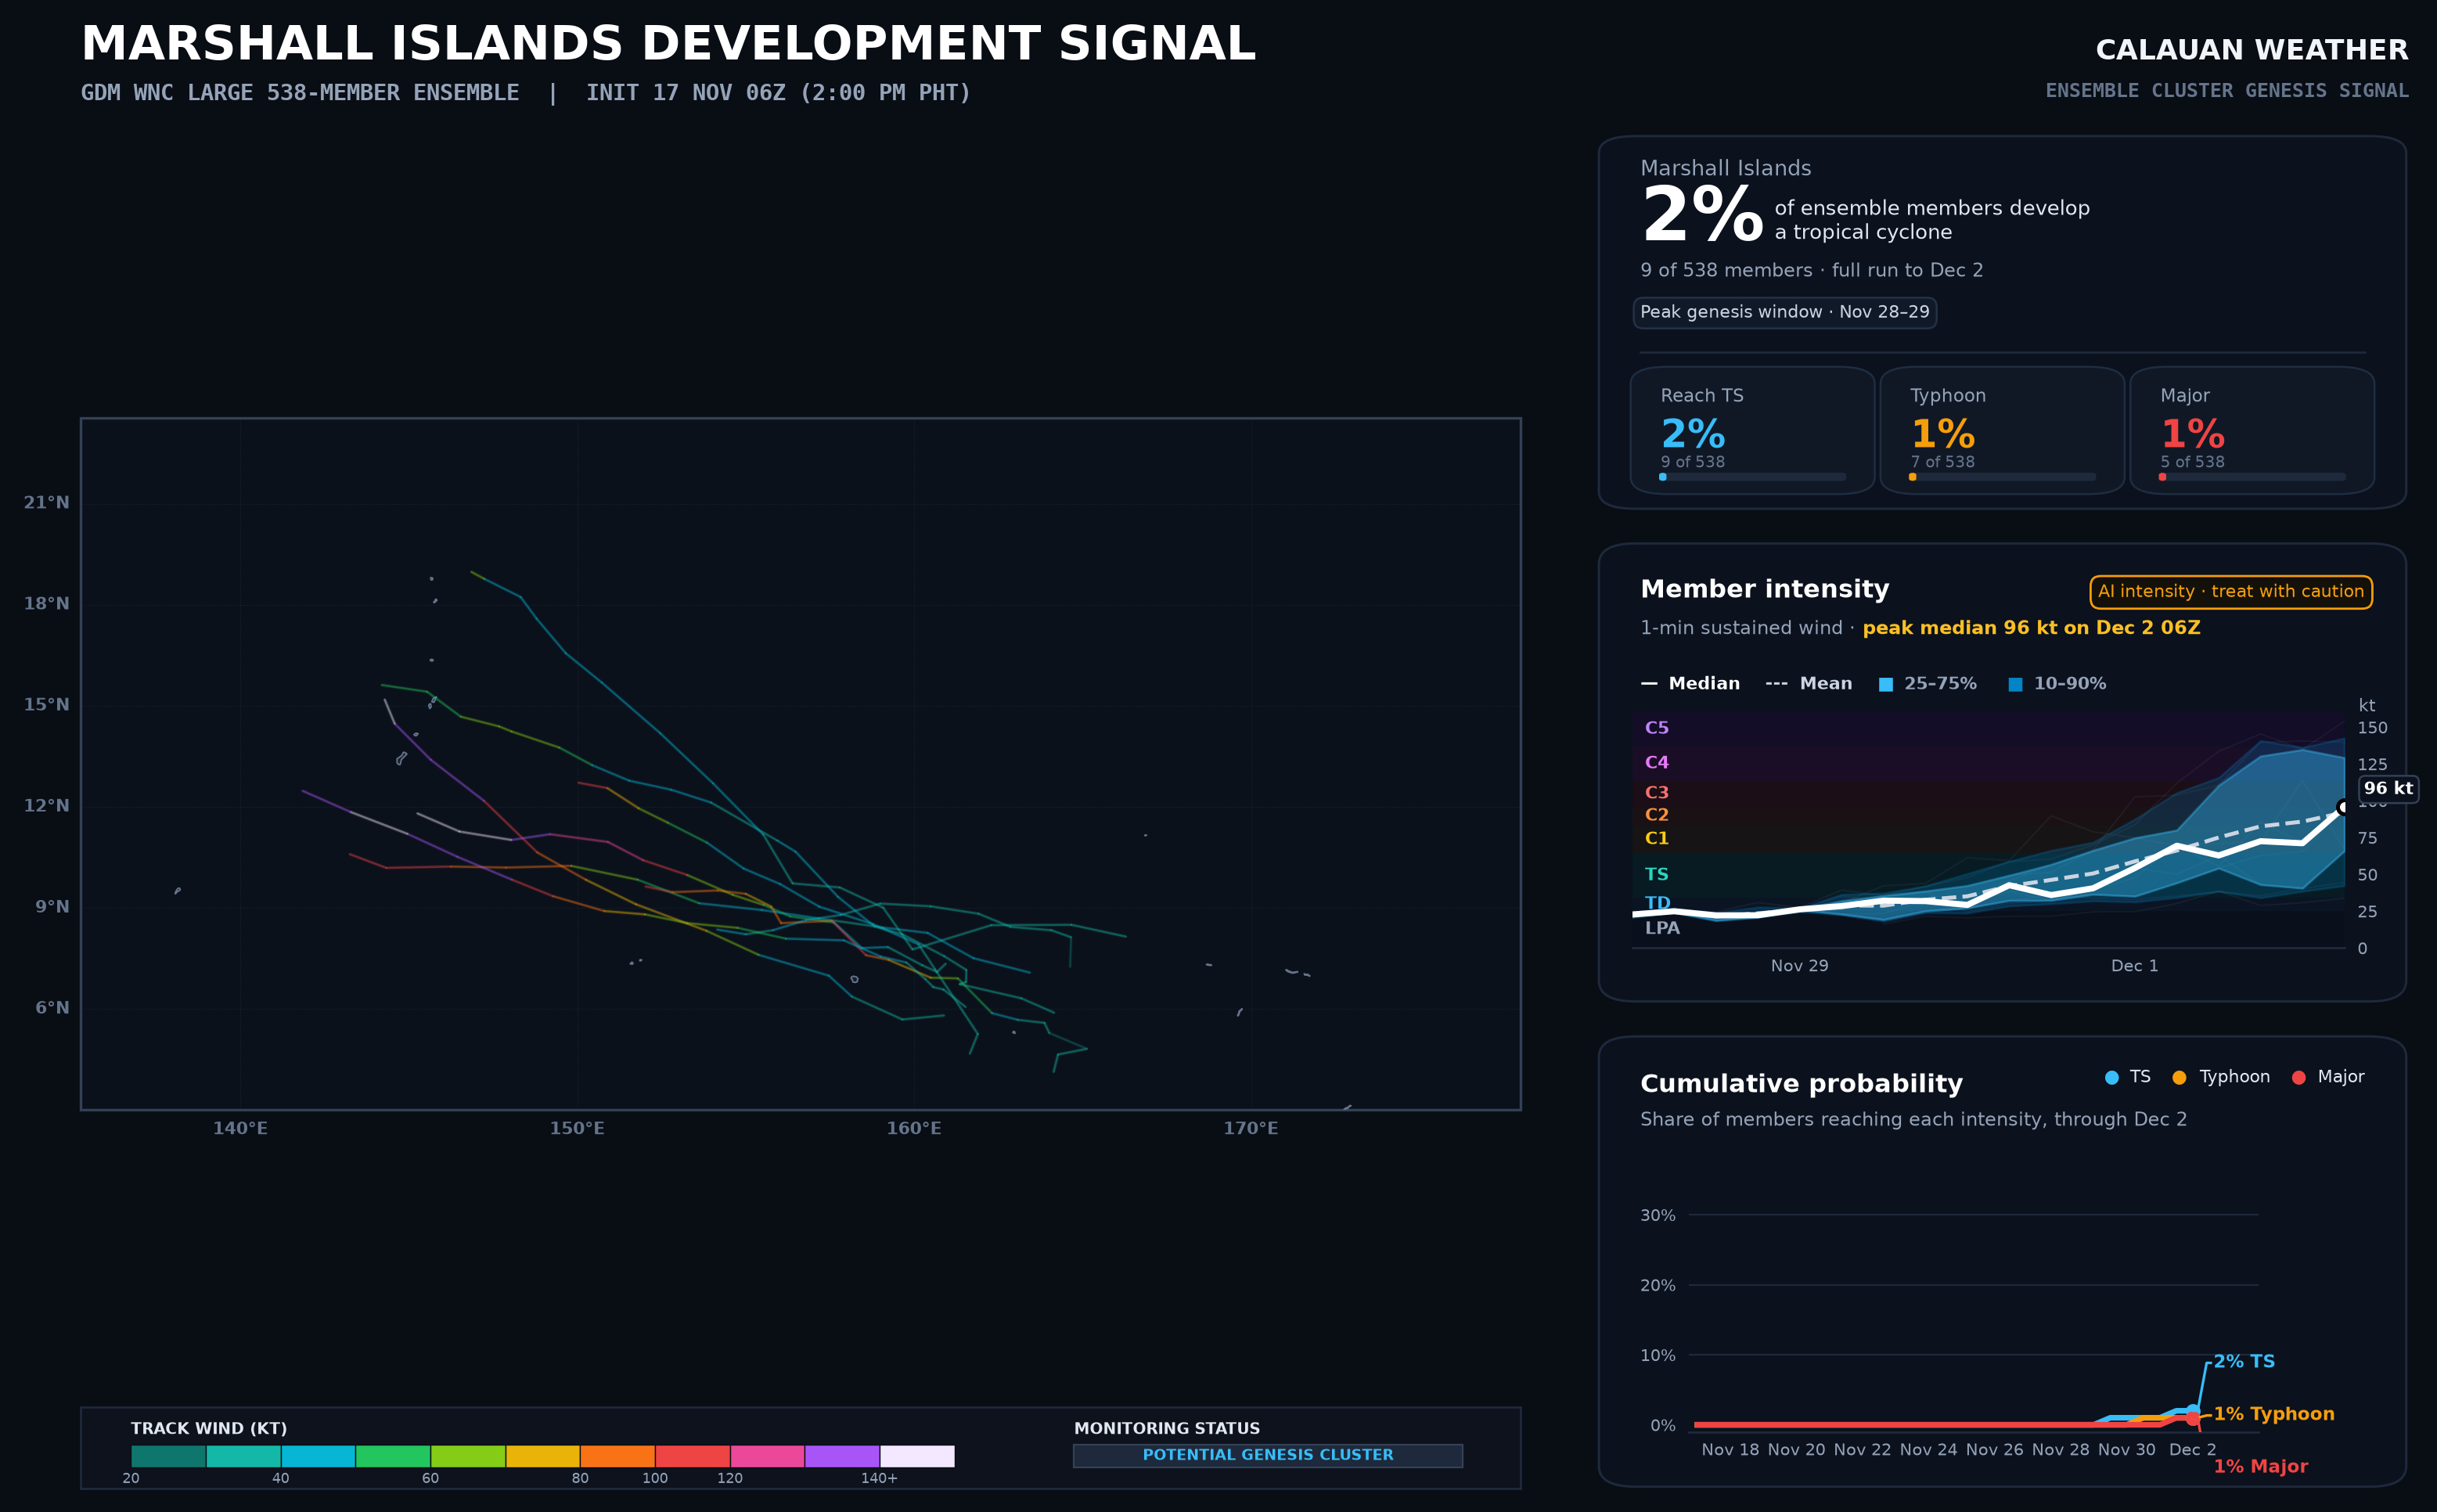 MARSHALL ISLANDS DEVELOPMENT SIGNAL
GDM WNC LARGE 538-MEMBER ENSEMBLE | INIT 17 NOV 06Z (2:00 PM PHT)
CALAUAN WEATHER
ENSEMBLE CLUSTER GENESIS SIGNAL
21°N
18°N
15°N
12°N
9°N
6°N
140°E 150°E 160°E 170°E
TRACK WIND (KT)
20 40 60 80 100 120 140+
MONITORING STATUS
POTENTIAL GENESIS CLUSTER
Marshall Islands
2% of ensemble members develop
a tropical cyclone
9 of 538 members · full run to Dec 2
Peak genesis window · Nov 28–29
Reach TS
2%
9 of 538
Typhoon
1%
7 of 538
Major
1%
5 of 538
Member intensity
AI intensity · treat with caution
1-min sustained wind · peak median 96 kt on Dec 2 06Z
Median Mean 25–75% 10–90%
kt
C5
C4
C3
C2
C1
TS
TD
LPA
150
125
96 kt
100
75
50
25
0
Nov 29 Dec 1
Cumulative probability
TS Typhoon Major
Share of members reaching each intensity, through Dec 2
30%
20%
10%
0%
2% TS
1% Typhoon
1% Major
Nov 18 Nov 20 Nov 22 Nov 24 Nov 26 Nov 28 Nov 30 Dec 2